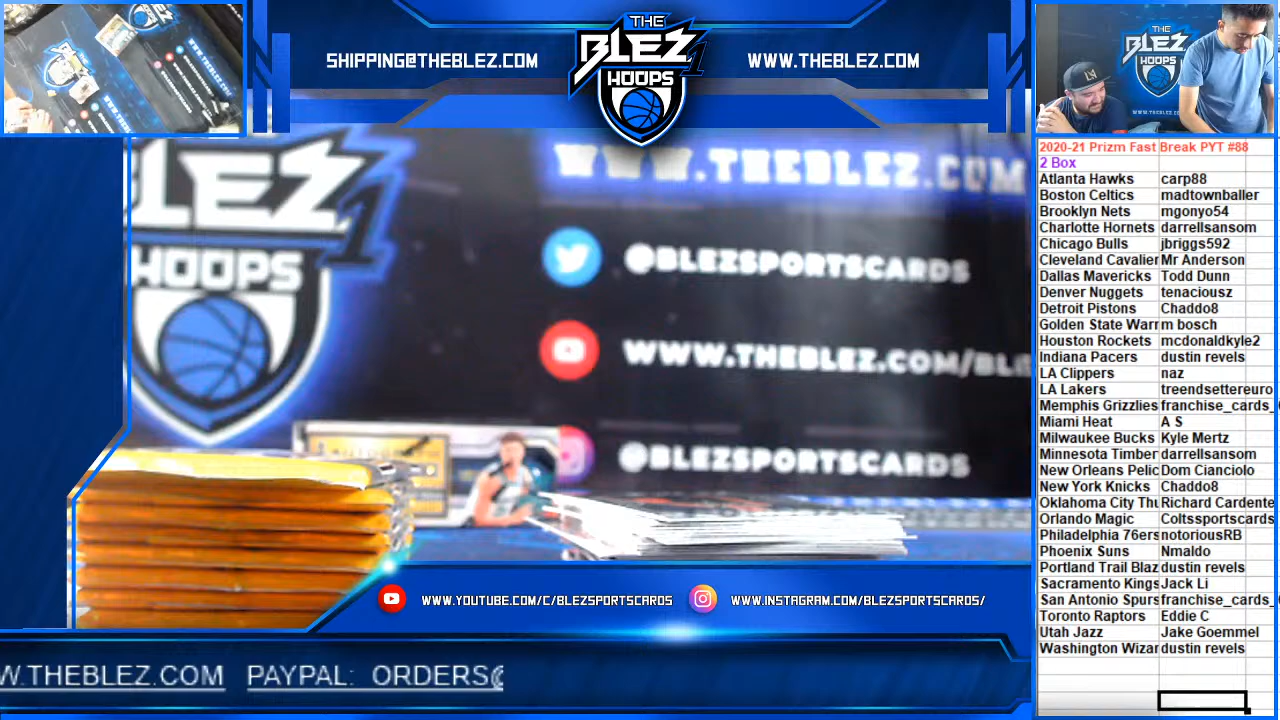 SHIPPING@THEBLEZ.COM
THE
BLEZ1
HOOPS
WWW.THEBLEZ.COM
WWW.THEBLEZ.COM
BLEZ1
HOOPS
@BLEZSPORTSCARDS
WWW.THEBLEZ.COM/BLE
@BLEZSPORTSCARDS
WWW.YOUTUBE.COM/C/BLEZSPORTSCARDS
WWW.INSTAGRAM.COM/BLEZSPORTSCARDS/
W.THEBLEZ.COM PAYPAL: ORDERS@
THE
BLEZ
HOOPS
2020-21 Prizm Fast Break PYT #88
2 Box
Atlanta Hawks carp88
Boston Celtics madtownballer
Brooklyn Nets mgonyo54
Charlotte Hornets darrellsansom
Chicago Bulls jbriggs592
Cleveland Cavalier Mr Anderson
Dallas Mavericks Todd Dunn
Denver Nuggets tenaciousz
Detroit Pistons Chaddo8
Golden State Warr m bosch
Houston Rockets mcdonaldkyle2
Indiana Pacers dustin revels
LA Clippers naz
LA Lakers treendsettereuro
Memphis Grizzlies franchise_cards_
Miami Heat A S
Milwaukee Bucks Kyle Mertz
Minnesota Timber darrellsansom
New Orleans Pelic Dom Cianciolo
New York Knicks Chaddo8
Oklahoma City Thu Richard Cardente
Orlando Magic Coltssportscards
Philadelphia 76ers notoriousRB
Phoenix Suns Nmaldo
Portland Trail Blaz dustin revels
Sacramento Kings Jack Li
San Antonio Spurs franchise_cards_
Toronto Raptors Eddie C
Utah Jazz Jake Goemmel
Washington Wizar dustin revels